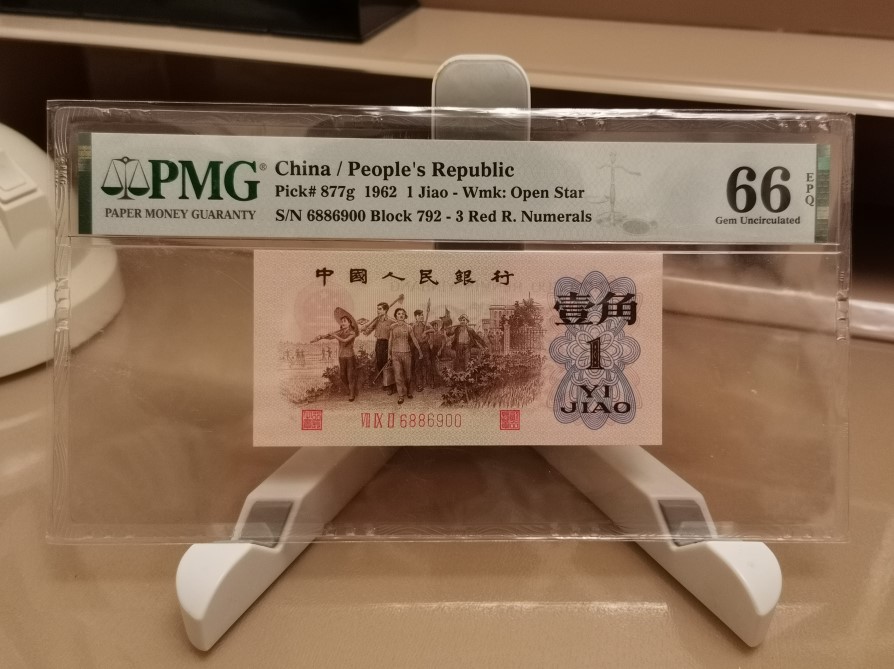 PMG®
PAPER MONEY GUARANTY
China / People's Republic
Pick# 877g 1962 1 Jiao - Wmk: Open Star
S/N 6886900 Block 792 - 3 Red R. Numerals
66
EPQ
Gem Uncirculated
中國人民銀行
壹角
1
YI
JIAO
VII IX II 6886900